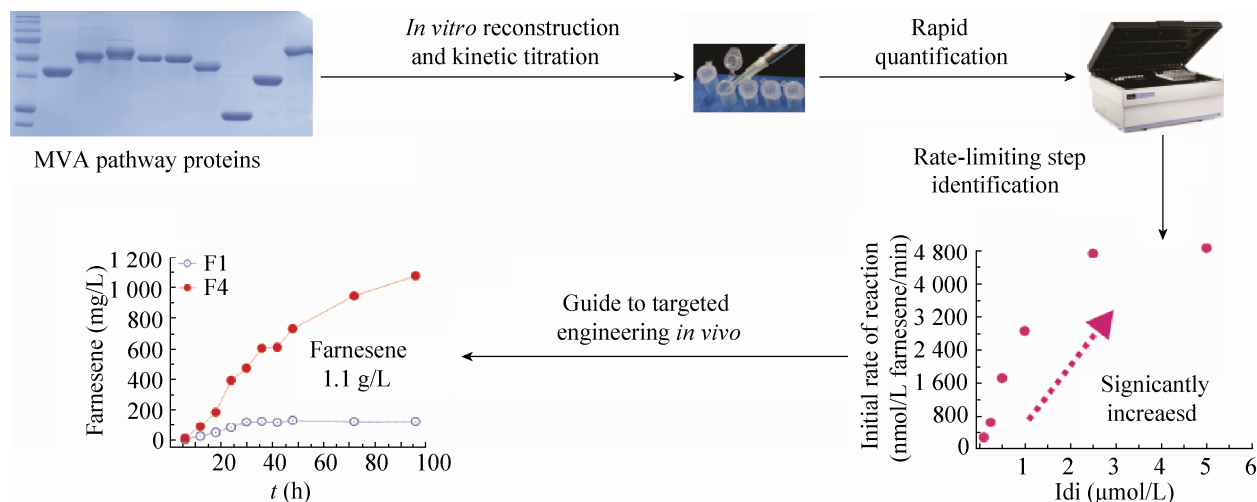 In vitro reconstruction
and kinetic titration
Rapid
quantification
MVA pathway proteins
Rate-limiting step
identification
Farnesene (mg/L)
1 200
1 000
800
600
400
200
0
F1
F4
Farnesene
1.1 g/L
20
40
60
80
100
t (h)
Guide to targeted
engineering in vivo
Initial rate of reaction
(nmol/L farnesene/min)
4 800
4 000
3 200
2 400
1 600
800
0
Signicantly
increaesd
1
2
3
4
5
6
Idi (μmol/L)